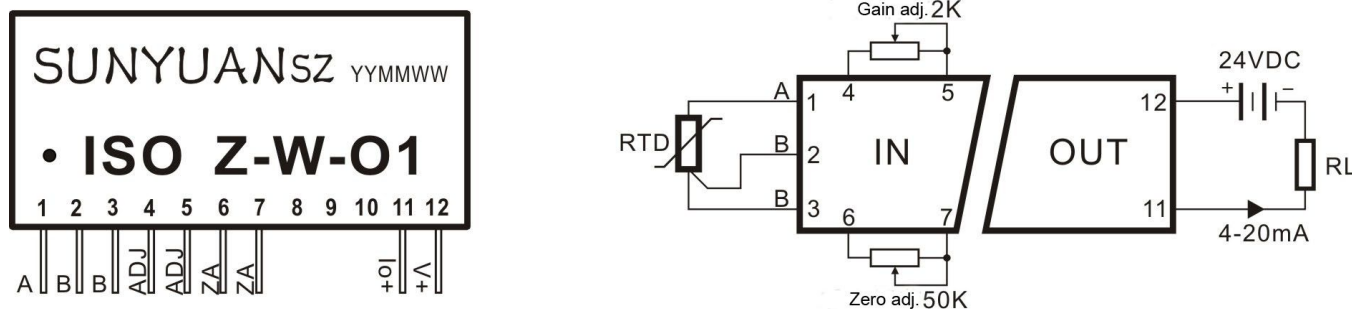 SUNYUANSZ YYMMWW
• ISO Z-W-O1
1 2 3 4 5 6 7 8 9 10 11 12
A B B ADJ ADJ ZA ZA Io+ V+
Gain adj. 2K
A 1 4 5
RTD B 2 IN
B 3 6 7
Zero adj. 50K
24VDC
+ −
12
OUT
RL
11
4-20mA